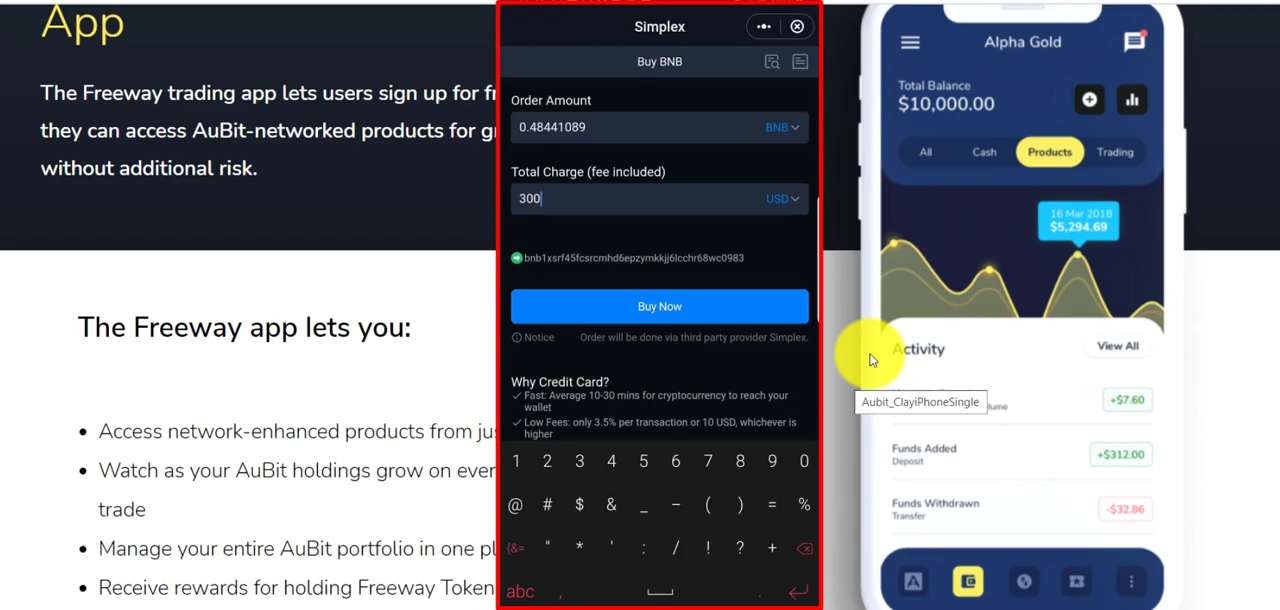 App
The Freeway trading app lets users sign up for fr
they can access AuBit-networked products for g
without additional risk.
The Freeway app lets you:
• Access network-enhanced products from jus
• Watch as your AuBit holdings grow on ever
trade
• Manage your entire AuBit portfolio in one pl
• Receive rewards for holding Freeway Token
Simplex
Buy BNB
Order Amount
0.48441089 BNB
Total Charge (fee included)
300 USD
bnb1xsrf45fcsrcmhd6epzymkkjj6lcchr68wc0983
Buy Now
Notice Order will be done via third party provider Simplex.
Why Credit Card?
✓ Fast: Average 10-30 mins for cryptocurrency to reach your
wallet
✓ Low Fees: only 3.5% per transaction or 10 USD, whichever is
higher
1 2 3 4 5 6 7 8 9 0
@ # $ & _ – ( ) = %
{&= " * ' : / ! ? +
abc , .
Alpha Gold
Total Balance
$10,000.00
All Cash Products Trading
16 Mar 2018
$5,294.69
Activity View All
+$7.60
lume
Aubit_ClayiPhoneSingle
Funds Added
Deposit
+$312.00
Funds Withdrawn
Transfer
-$32.86